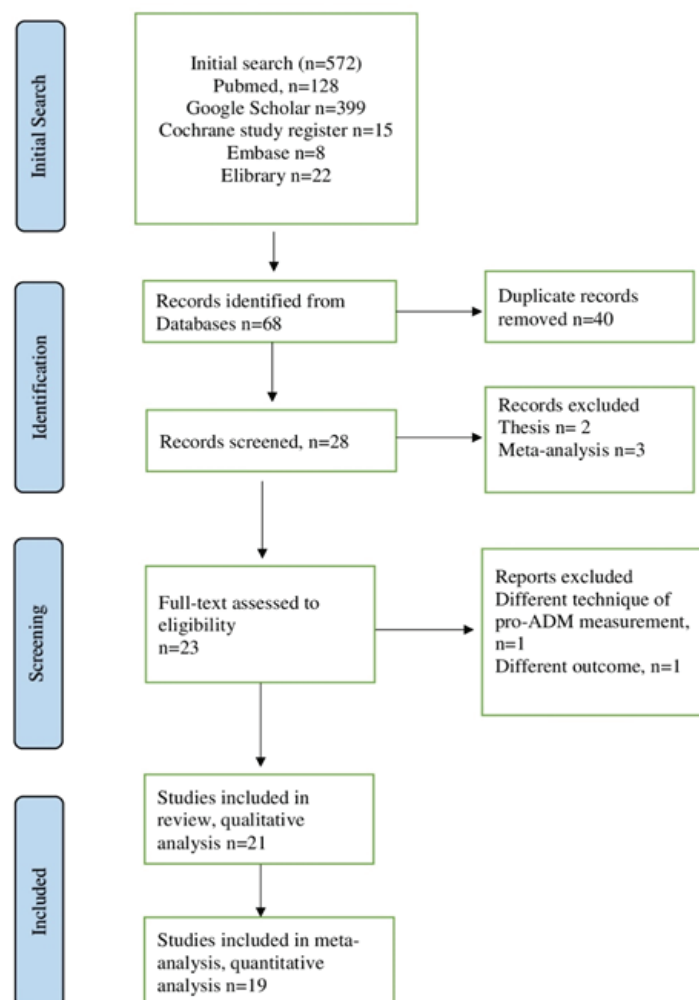 Initial Search
Initial search (n=572)
Pubmed, n=128
Google Scholar n=399
Cochrane study register n=15
Embase n=8
Elibrary n=22
Identification
Records identified from
Databases n=68
Duplicate records
removed n=40
Records screened, n=28
Records excluded
Thesis n= 2
Meta-analysis n=3
Screening
Full-text assessed to
eligibility
n=23
Reports excluded
Different technique of
pro-ADM measurement,
n=1
Different outcome, n=1
Included
Studies included in
review, qualitative
analysis n=21
Studies included in meta-
analysis, quantitative
analysis n=19